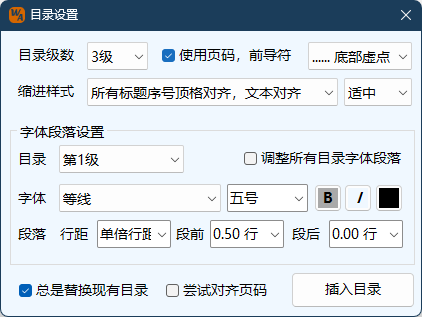 目录设置
目录级数 3级 使用页码，前导符 ...... 底部虚点
缩进样式 所有标题序号顶格对齐，文本对齐 适中
字体段落设置
目录 第1级 调整所有目录字体段落
字体 等线 五号 B I
段落 行距 单倍行距 段前 0.50 行 段后 0.00 行
总是替换现有目录 尝试对齐页码 插入目录